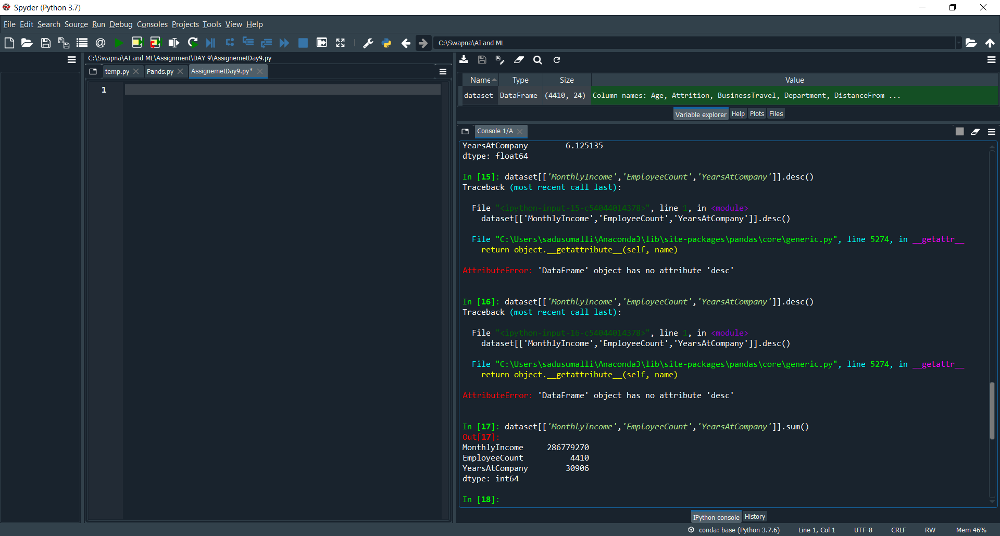 Spyder (Python 3.7)
File Edit Search Source Run Debug Consoles Projects Tools View Help
C:\Swapna\AI and ML
C:\Swapna\AI and ML\Assignment\DAY 9\AssignemetDay9.py
temp.py Pands.py AssignemetDay9.py*
1
Name Type Size Value
dataset DataFrame (4410, 24) Column names: Age, Attrition, BusinessTravel, Department, DistanceFrom ...
Variable explorer Help Plots Files
Console 1/A
YearsAtCompany 6.125135
dtype: float64
In [15]: dataset[['MonthlyIncome','EmployeeCount','YearsAtCompany']].desc()
Traceback (most recent call last):
File "<ipython-input-15-c54044014378>", line 1, in <module>
dataset[['MonthlyIncome','EmployeeCount','YearsAtCompany']].desc()
File "C:\Users\sadusumalli\Anaconda3\lib\site-packages\pandas\core\generic.py", line 5274, in __getattr__
return object.__getattribute__(self, name)
AttributeError: 'DataFrame' object has no attribute 'desc'
In [16]: dataset[['MonthlyIncome','EmployeeCount','YearsAtCompany']].desc()
Traceback (most recent call last):
File "<ipython-input-16-c54044014378>", line 1, in <module>
dataset[['MonthlyIncome','EmployeeCount','YearsAtCompany']].desc()
File "C:\Users\sadusumalli\Anaconda3\lib\site-packages\pandas\core\generic.py", line 5274, in __getattr__
return object.__getattribute__(self, name)
AttributeError: 'DataFrame' object has no attribute 'desc'
In [17]: dataset[['MonthlyIncome','EmployeeCount','YearsAtCompany']].sum()
Out[17]:
MonthlyIncome 286779270
EmployeeCount 4410
YearsAtCompany 30906
dtype: int64
In [18]:
IPython console History
conda: base (Python 3.7.6) Line 1, Col 1 UTF-8 CRLF RW Mem 46%